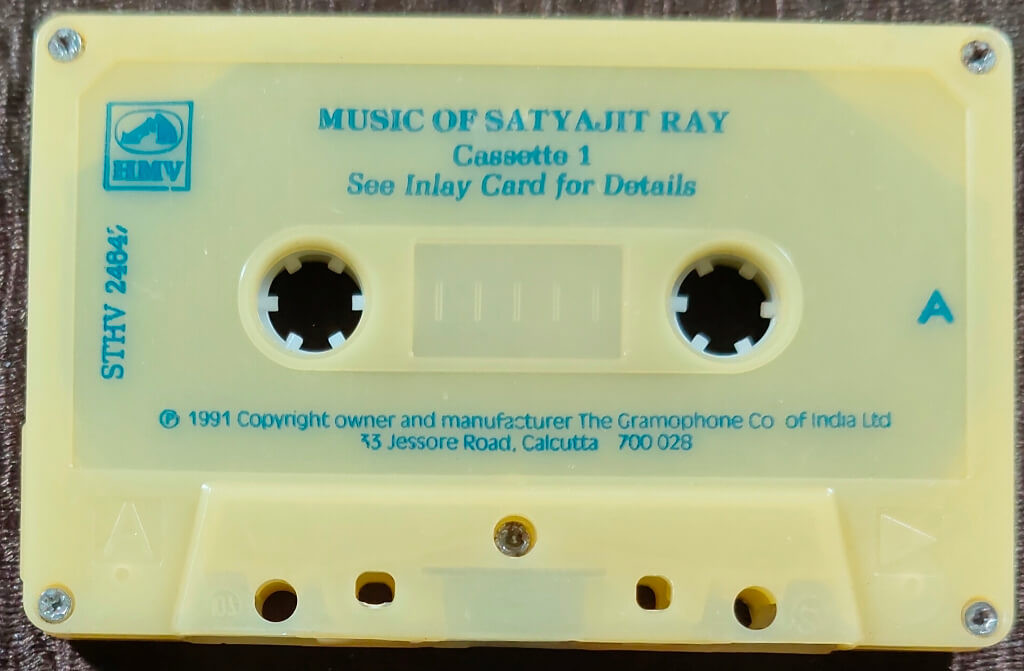 HMV
MUSIC OF SATYAJIT RAY
Cassette 1
See Inlay Card for Details
STHV
A
℗ 1991 Copyright owner and manufacturer The Gramophone Co of India Ltd
33 Jessore Road, Calcutta 700 028
A